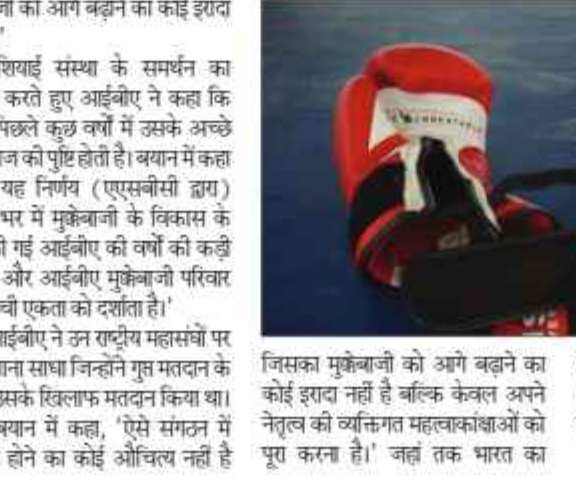 को आगे बढ़ाने का कोई इरादा
शियाई संस्था के समर्थन का
करते हुए आईबीए ने कहा कि
पिछले कुछ वर्षों में उसके अच्छे
की पुष्टि होती है। बयान में कहा
यह निर्णय (एएसबीसी द्वारा)
भर में मुक्केबाजी के विकास के
गई आईबीए की वर्षों की कड़ी
और आईबीए मुक्केबाजी परिवार
एकता को दर्शाता है।'
आईबीए ने उन राष्ट्रीय महासंघों पर
साधा जिन्होंने गुप्त मतदान के
उसके खिलाफ मतदान किया था।
बयान में कहा, 'ऐसे संगठन में
होने का कोई औचित्य नहीं है
जिसका मुक्केबाजी को आगे बढ़ाने का
कोई इरादा नहीं है बल्कि केवल अपने
नेतृत्व की व्यक्तिगत महत्वाकांक्षाओं को
पूरा करना है।' जहां तक भारत का